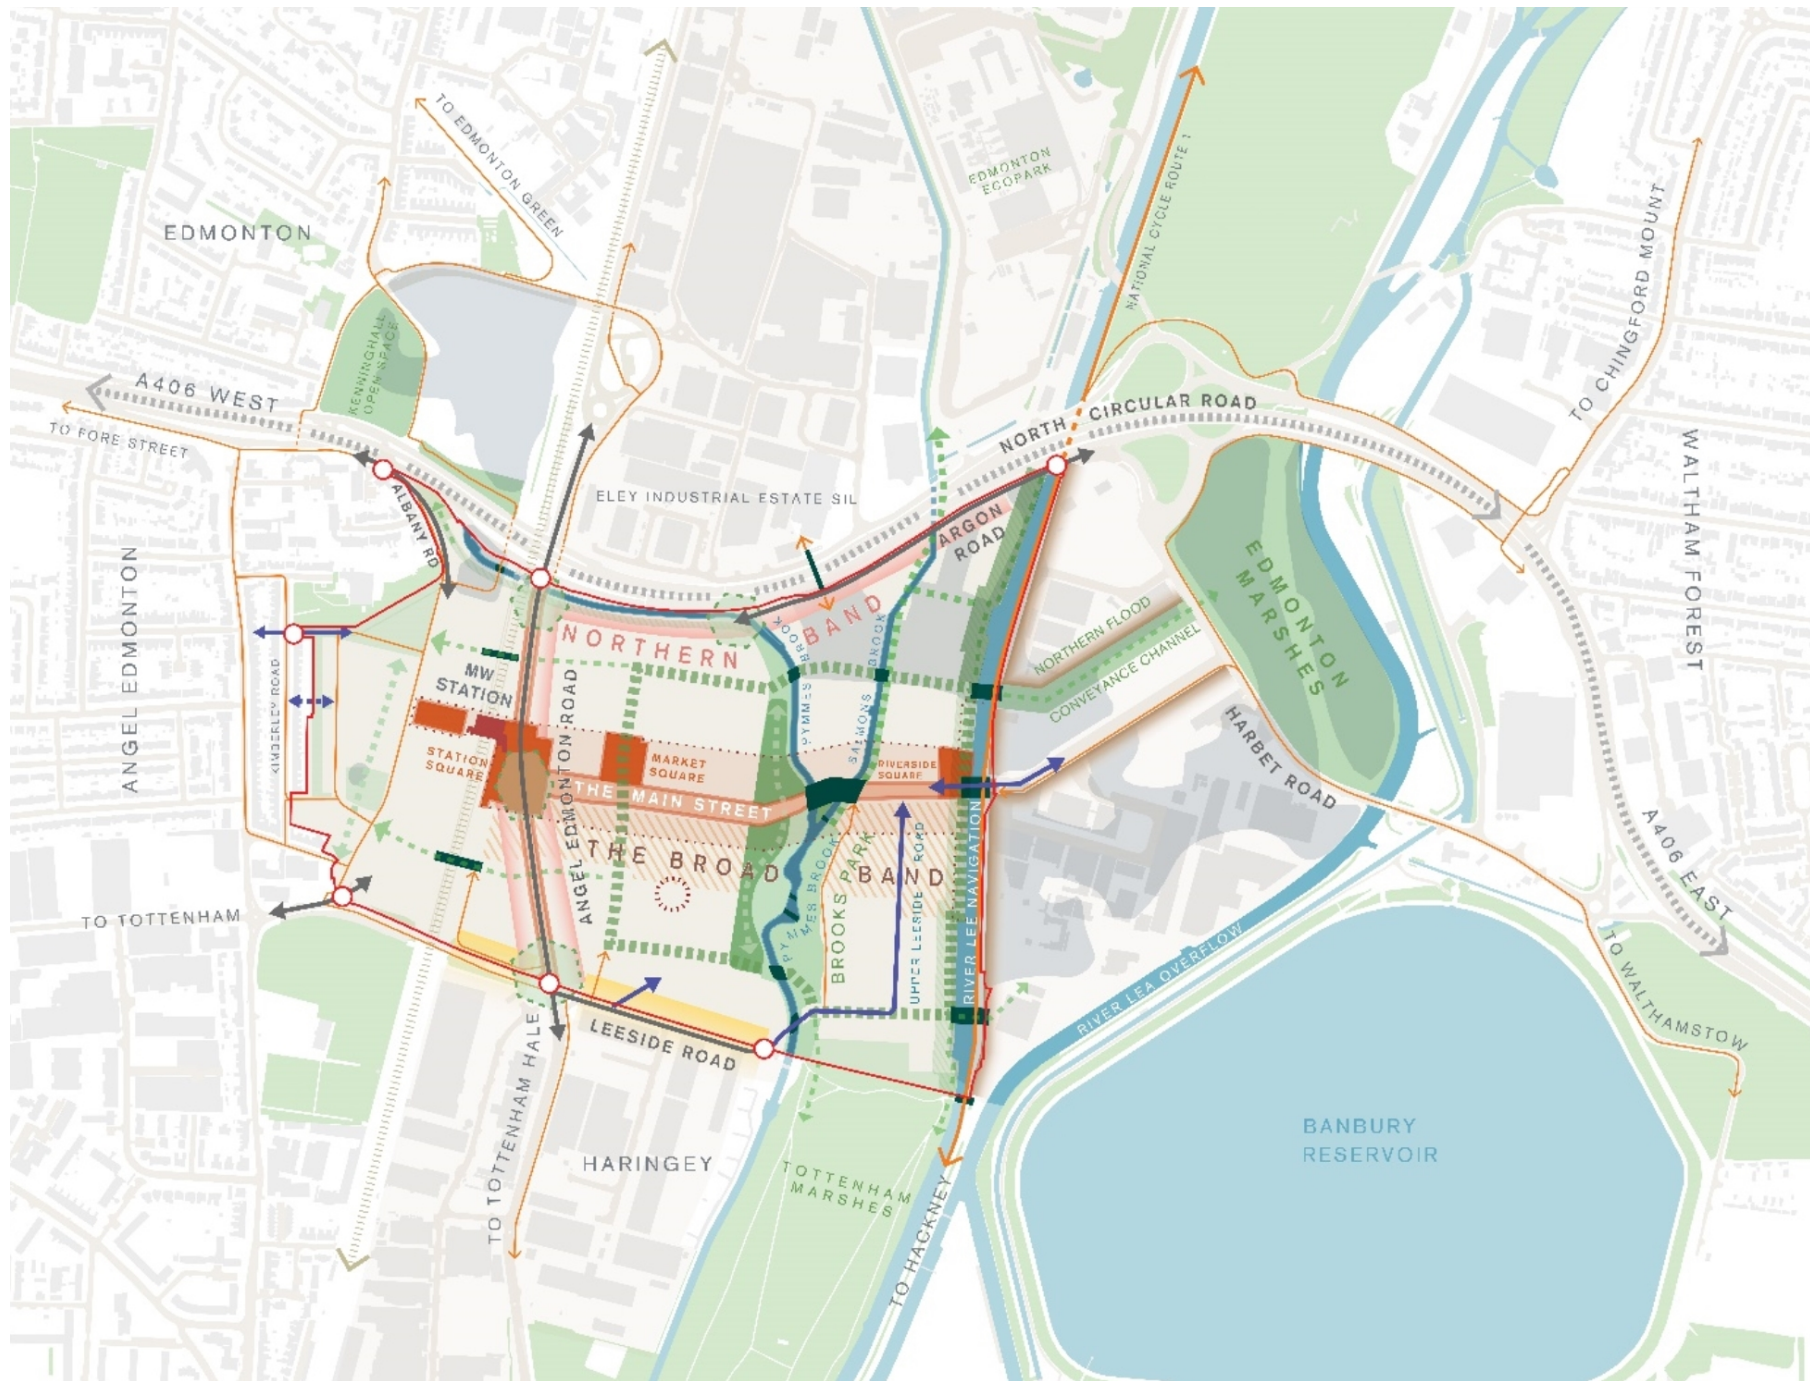 TO EDMONTON GREEN
EDMONTON
EDMONTON
ECOPARK
NATIONAL CYCLE ROUTE 1
TO CHINGFORD MOUNT
KENNINGHALL
OPEN SPACE
A406 WEST
TO FORE STREET
NORTH CIRCULAR ROAD
WALTHAM FOREST
ELEY INDUSTRIAL ESTATE SIL
ALBANY RD
ARGON
ROAD
EDMONTON
MARSHES
ANGEL EDMONTON
NORTHERN BAND
PYMMES BROOK
SALMONS BROOK
NORTHERN FLOOD
CONVEYANCE CHANNEL
KIMBERLEY ROAD
MW
STATION
ANGEL EDMONTON ROAD
STATION
SQUARE
MARKET
SQUARE
RIVERSIDE
SQUARE
THE MAIN STREET
HARBET ROAD
THE BROAD BAND
PYMMES BROOK
BROOKS PARK
UPPER LEESIDE ROAD
RIVER LEE NAVIGATION
A406 EAST
TO TOTTENHAM
RIVER LEA OVERFLOW
TO WALTHAMSTOW
LEESIDE ROAD
TO TOTTENHAM HALE
HARINGEY
TOTTENHAM
MARSHES
TO HACKNEY
BANBURY
RESERVOIR